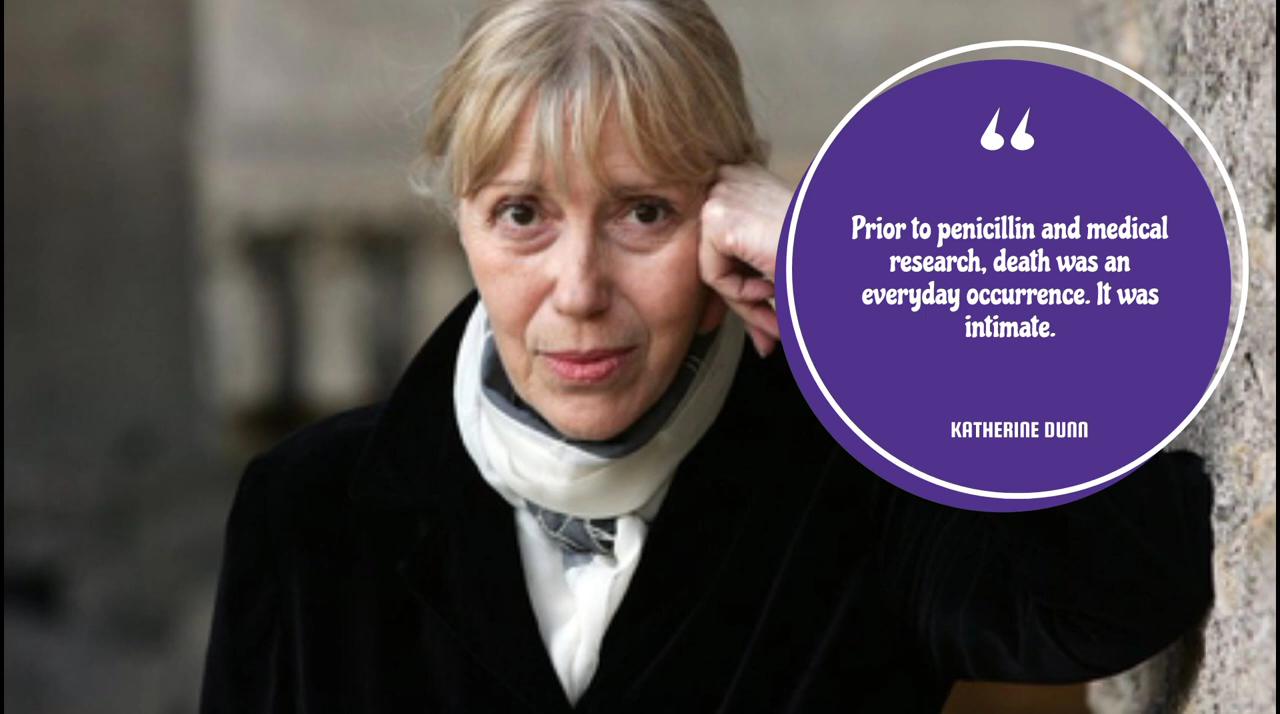 “
Prior to penicillin and medical
research, death was an
everyday occurrence. It was
intimate.
KATHERINE DUNN